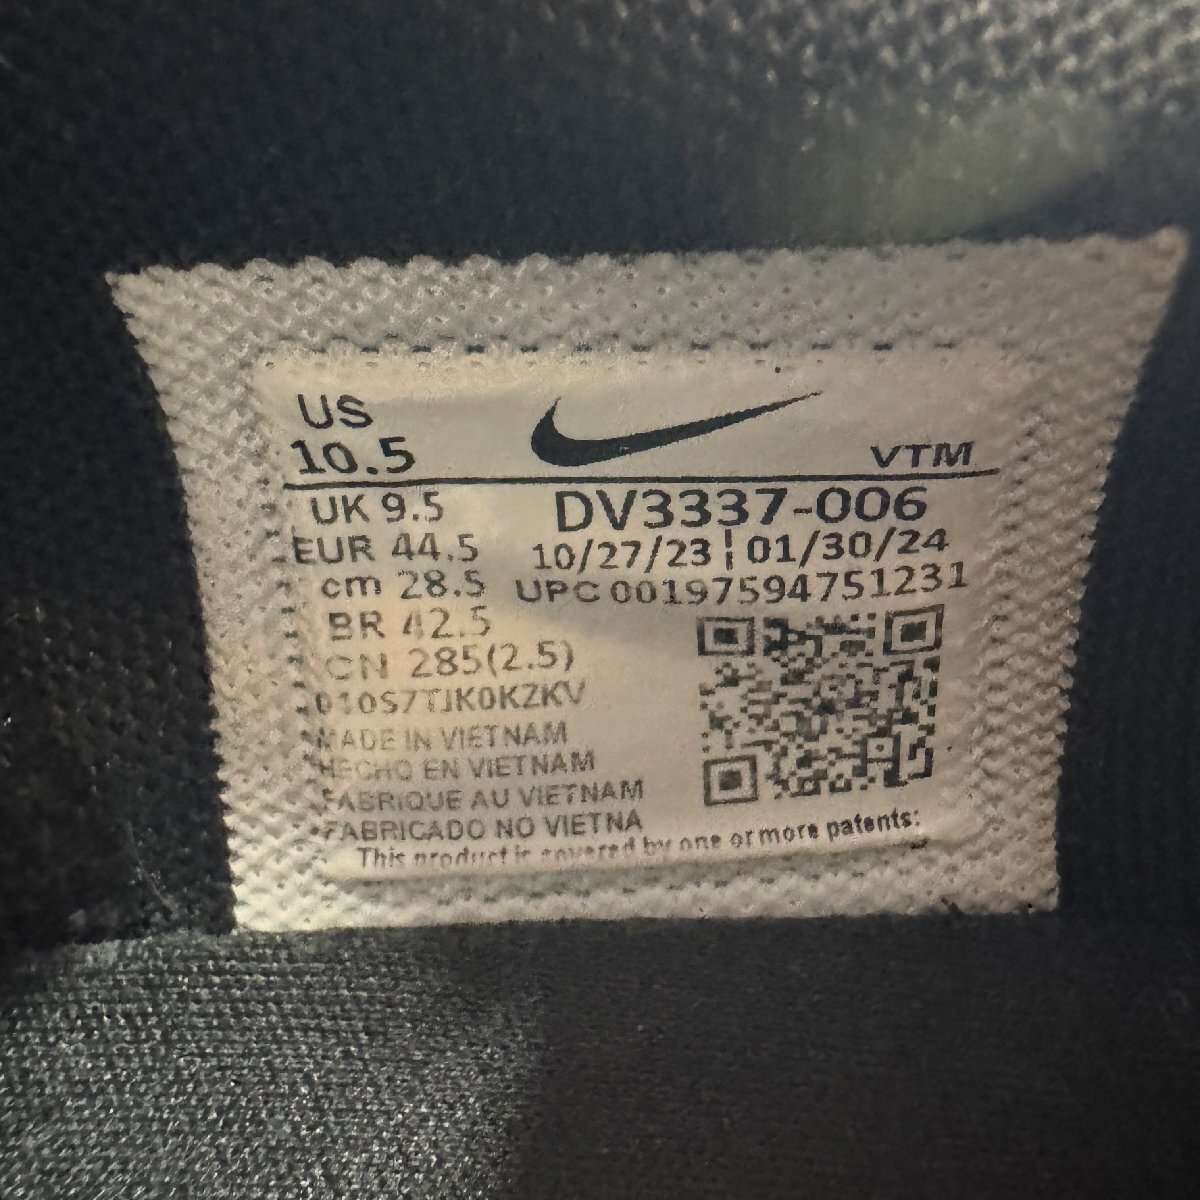 US
10.5
VTM
UK 9.5
DV3337-006
EUR 44.5
10/27/23 ¦ 01/30/24
cm 28.5
UPC 00197594751231
BR 42.5
CN 285(2.5)
010S7TJK0KZKV
MADE IN VIETNAM
HECHO EN VIETNAM
FABRIQUE AU VIETNAM
FABRICADO NO VIETNA
This product is covered by one or more patents: